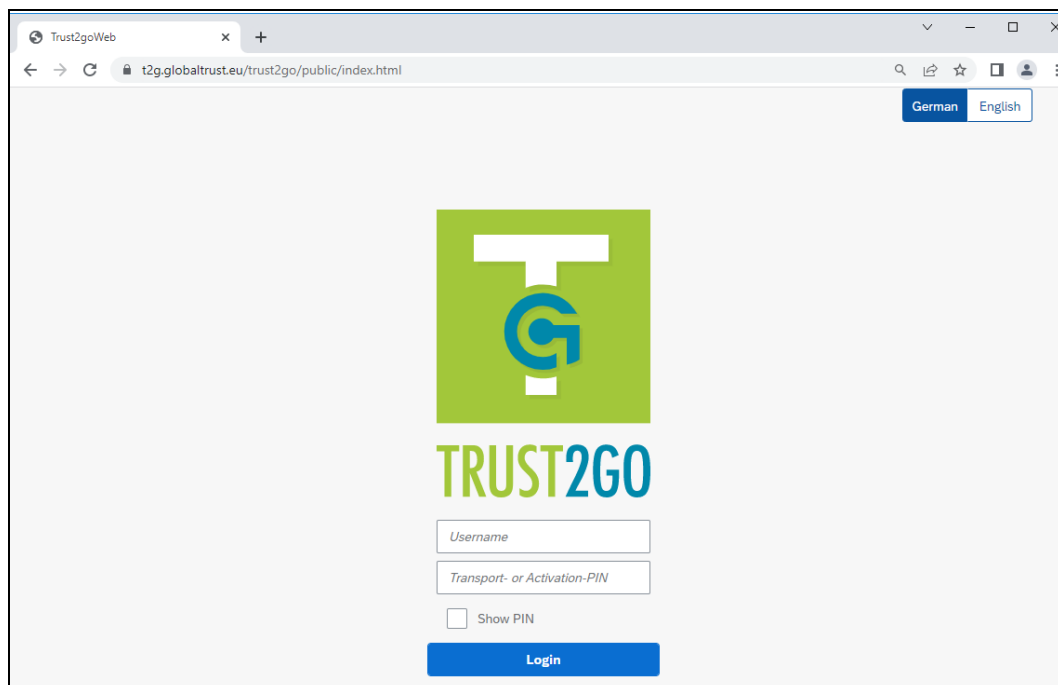 Trust2goWeb
t2g.globaltrust.eu/trust2go/public/index.html
German English
TG
TRUST2GO
Username
Transport- or Activation-PIN
Show PIN
Login